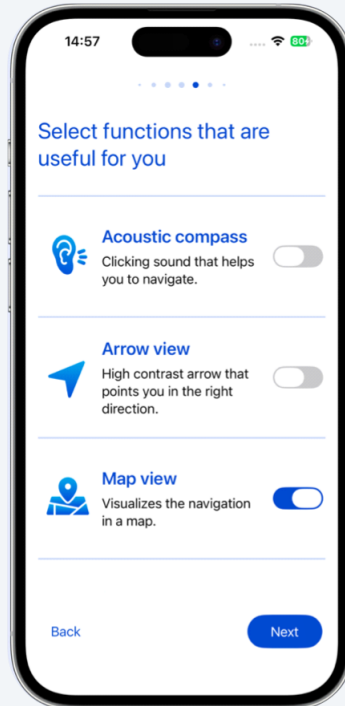 14:57
80
Select functions that are
useful for you
Acoustic compass
Clicking sound that helps
you to navigate.
Arrow view
High contrast arrow that
points you in the right
direction.
Map view
Visualizes the navigation
in a map.
Back
Next